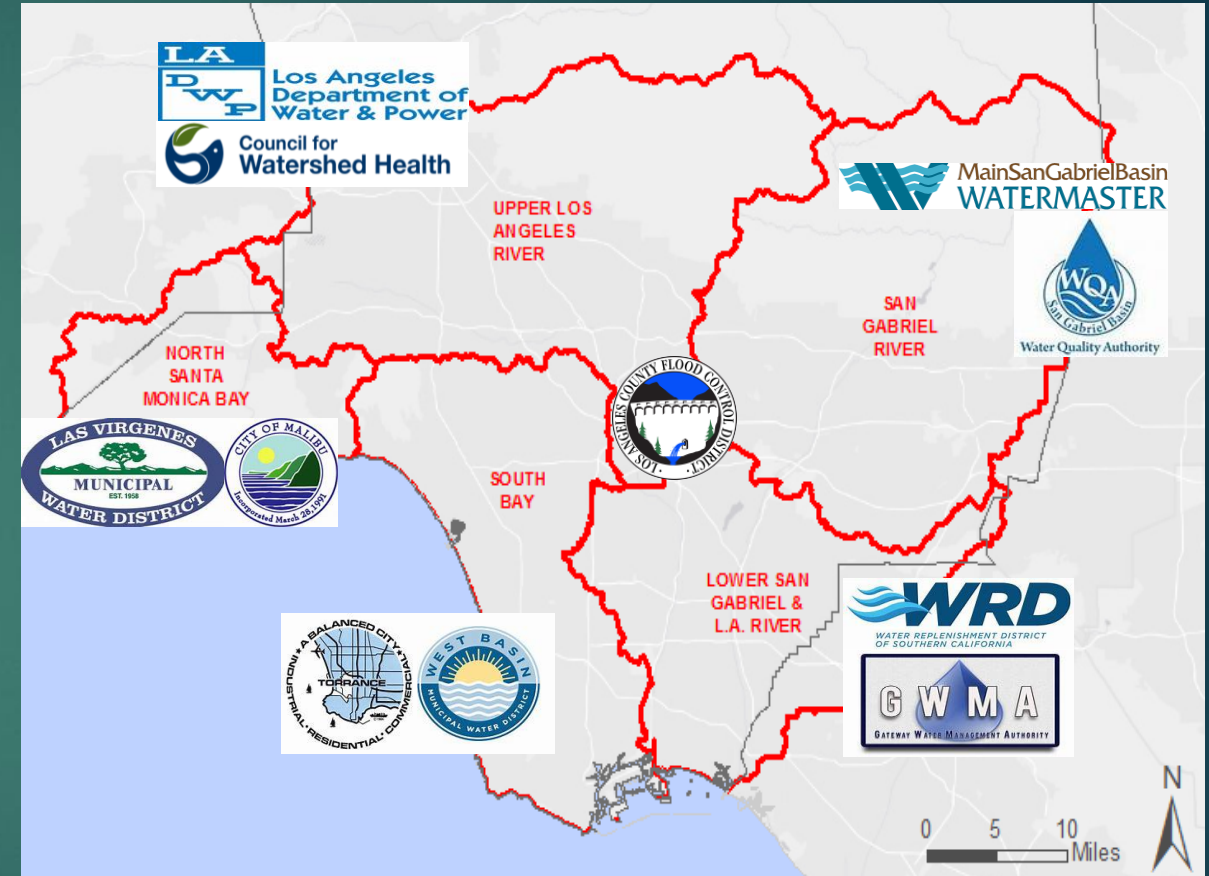 LA
DWP
Los Angeles
Department of
Water & Power
Council for
Watershed Health
MainSanGabrielBasin
WATERMASTER
UPPER LOS
ANGELES
RIVER
WQA
San Gabriel Basin
Water Quality Authority
SAN
GABRIEL
RIVER
NORTH
SANTA
MONICA BAY
LOS ANGELES COUNTY FLOOD CONTROL DISTRICT
LAS VIRGENES
MUNICIPAL
EST. 1958
WATER DISTRICT
CITY OF MALIBU
Incorporated March 28, 1991
SOUTH
BAY
LOWER SAN
GABRIEL &
L.A. RIVER
WRD
WATER REPLENISHMENT DISTRICT
OF SOUTHERN CALIFORNIA
GWMA
GATEWAY WATER MANAGEMENT AUTHORITY
A BALANCED CITY
TORRANCE
INDUSTRIAL · RESIDENTIAL · COMMERCIAL
WEST BASIN
MUNICIPAL WATER DISTRICT
N
0 5 10
Miles